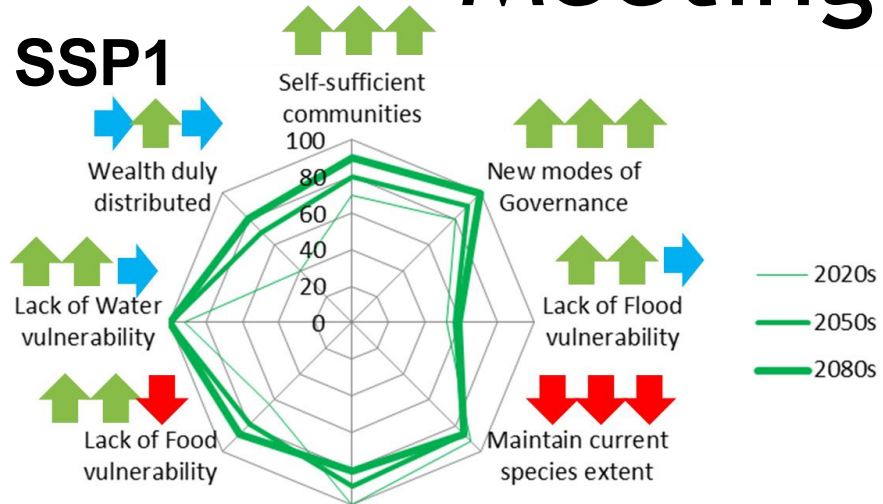 Meeting
SSP1
Self-sufficient
communities
Wealth duly
distributed
New modes of
Governance
100
80
60
40
20
0
Lack of Water
vulnerability
Lack of Flood
vulnerability
2020s
2050s
2080s
Lack of Food
vulnerability
Maintain current
species extent